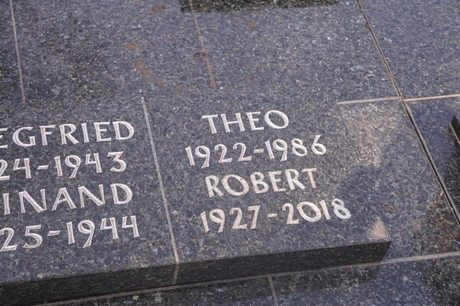 EGFRIED
24-1943
INAND
25-1944
THEO
1922-1986
ROBERT
1927-2018